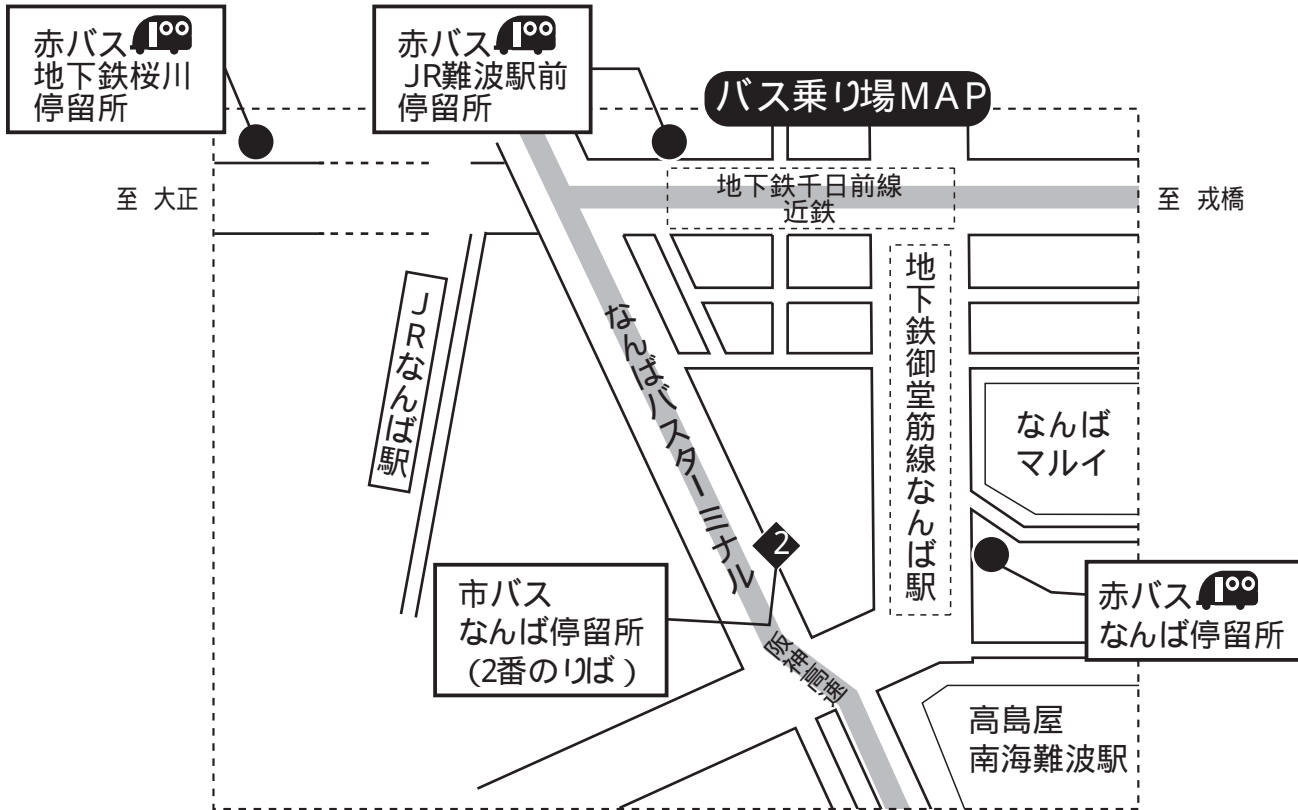 赤バス
地下鉄桜川
停留所
赤バス
JR難波駅前
停留所
バス乗り場MAP
至 大正
地下鉄千日前線
近鉄
至 戎橋
JRなんば駅
なんばバスターミナル
地下鉄御堂筋線なんば駅
なんば
マルイ
2
市バス
なんば停留所
(2番のりば)
赤バス
なんば停留所
阪神高速
高島屋
南海難波駅